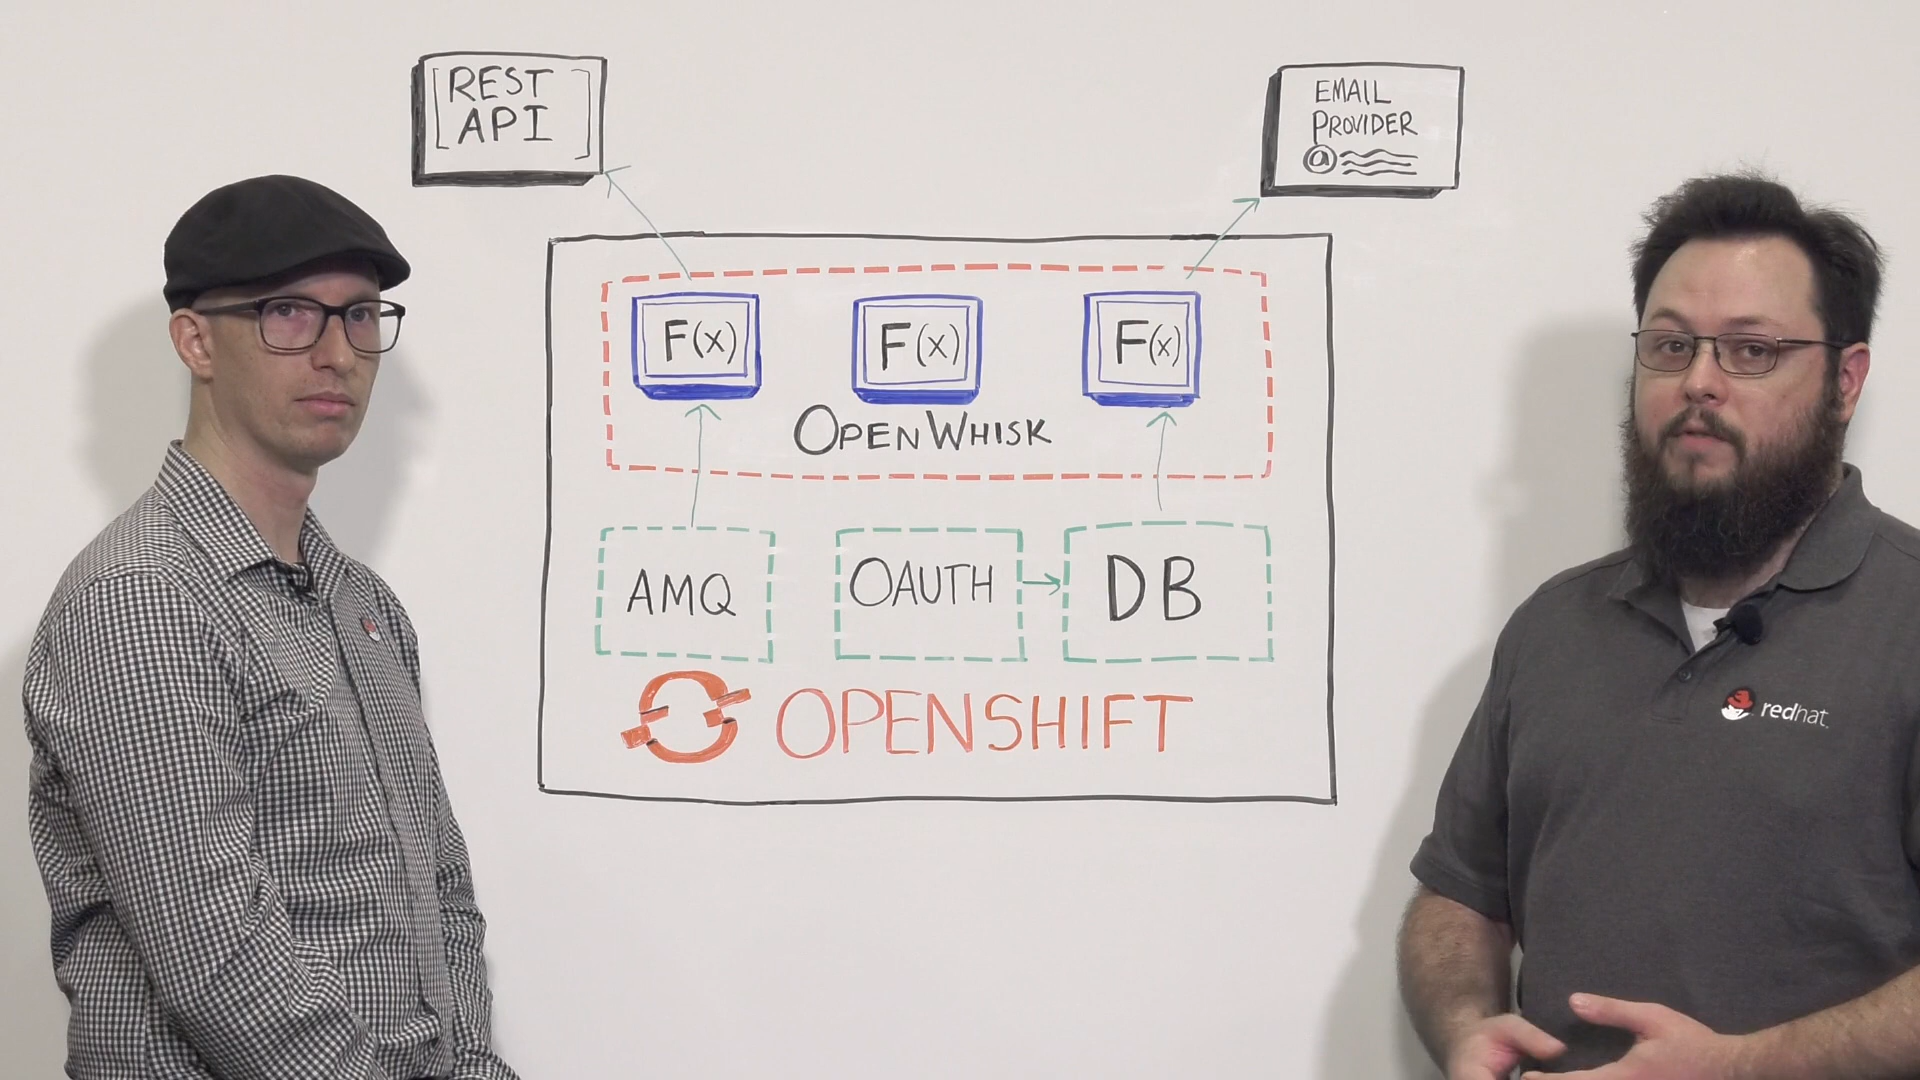 REST
API
EMAIL
PROVIDER
@
F(x)
F(x)
F(x)
OPENWHISK
AMQ
OAUTH
DB
OPENSHIFT
redhat.